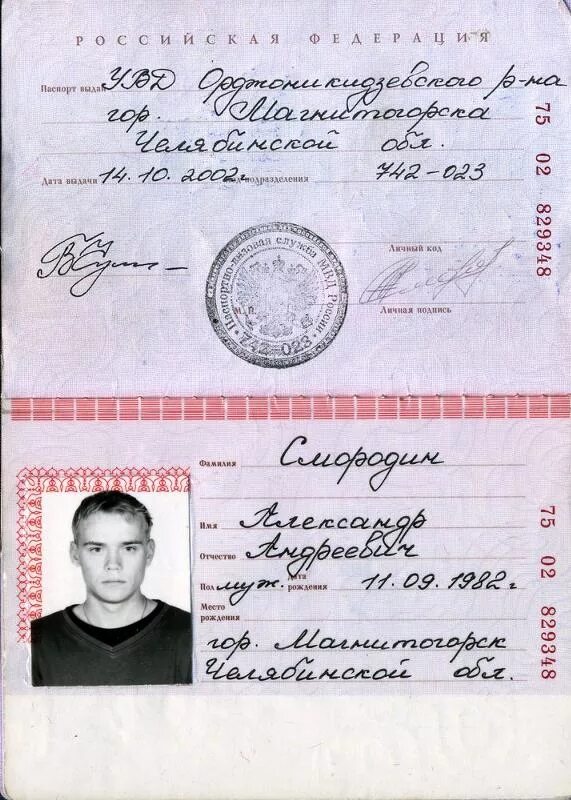 РОССИЙСКАЯ ФЕДЕРАЦИЯ
Паспорт выдан УВД Орджоникидзевского р-на
гор. Магнитогорска
Челябинской обл.
Дата выдачи 14.10.2002г подразделения 742-023
Личный код
Паспортно-визовая служба МВД России
М.П.
742-023
Личная подпись
75 02 829348
Фамилия Смородин
Имя Александр
Отчество Андреевич
Пол муж. Дата рождения 11.09.1982г
Место
рождения
гор. Магнитогорск
Челябинской обл.
75 02 829348